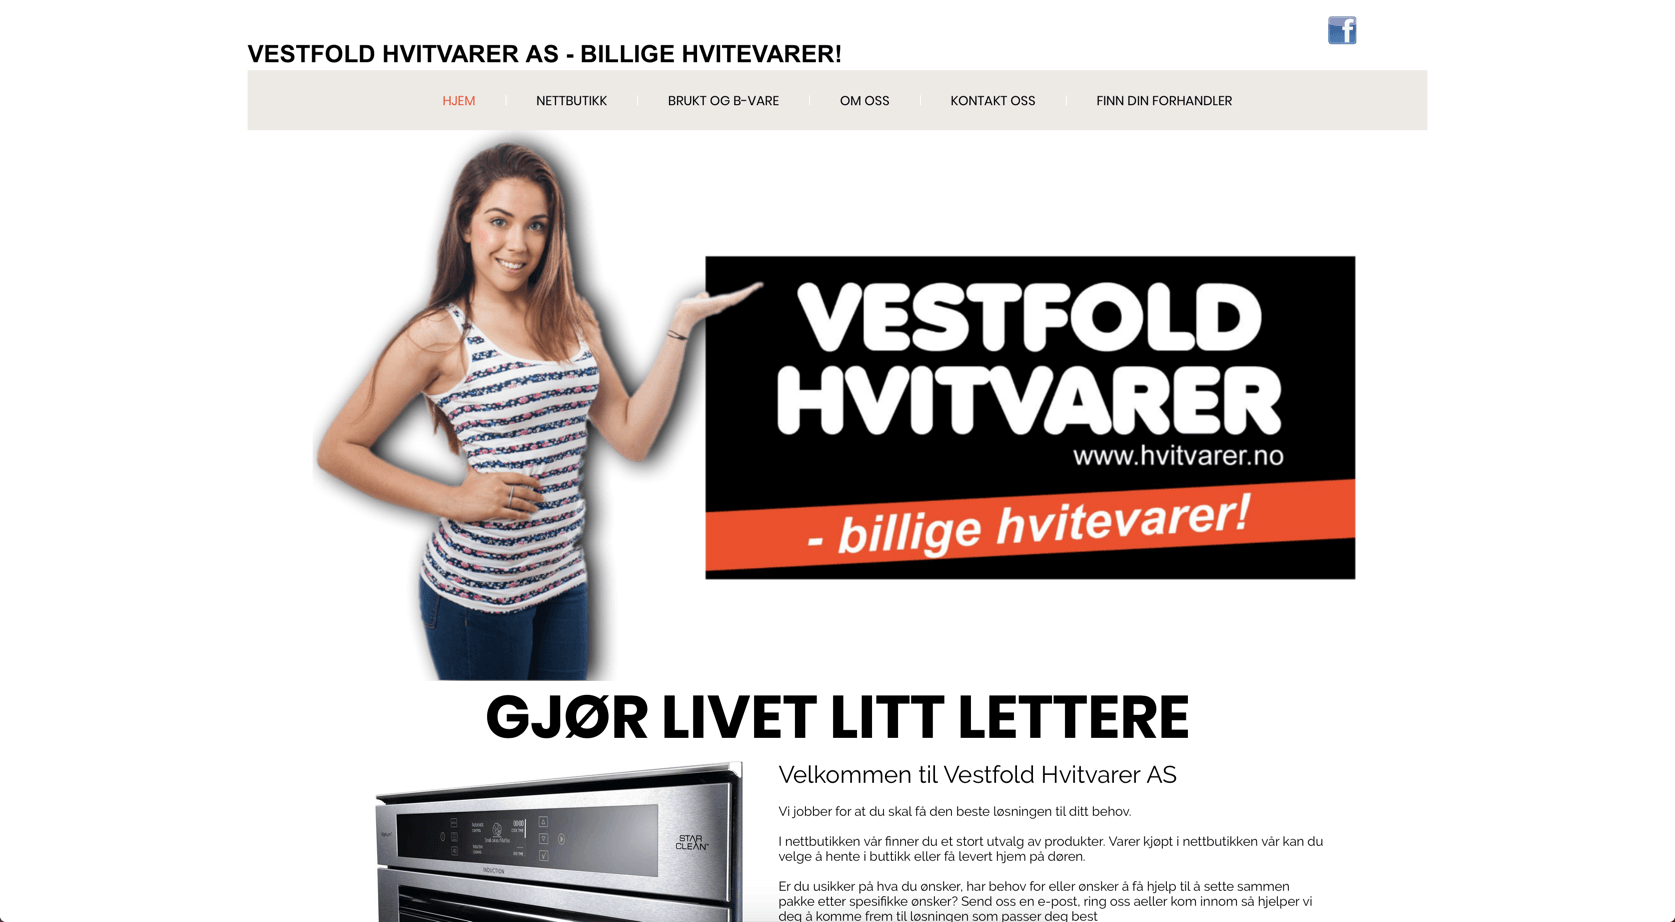 VESTFOLD HVITVARER AS - BILLIGE HVITEVARER!
HJEM
NETTBUTIKK
BRUKT OG B-VARE
OM OSS
KONTAKT OSS
FINN DIN FORHANDLER
VESTFOLD
HVITVARER
www.hvitvarer.no
- billige hvitevarer!
GJØR LIVET LITT LETTERE
Velkommen til Vestfold Hvitvarer AS
Vi jobber for at du skal få den beste løsningen til ditt behov.
I nettbutikken vår finner du et stort utvalg av produkter. Varer kjøpt i nettbutikken vår kan du
velge å hente i buttikk eller få levert hjem på døren.
Er du usikker på hva du ønsker, har behov for eller ønsker å få hjelp til å sette sammen
pakke etter spesifikke ønsker? Send oss en e-post, ring oss aeller kom innom så hjelper vi
deg å komme frem til løsningen som passer deg best
STAR
CLEAN
INDUCTION